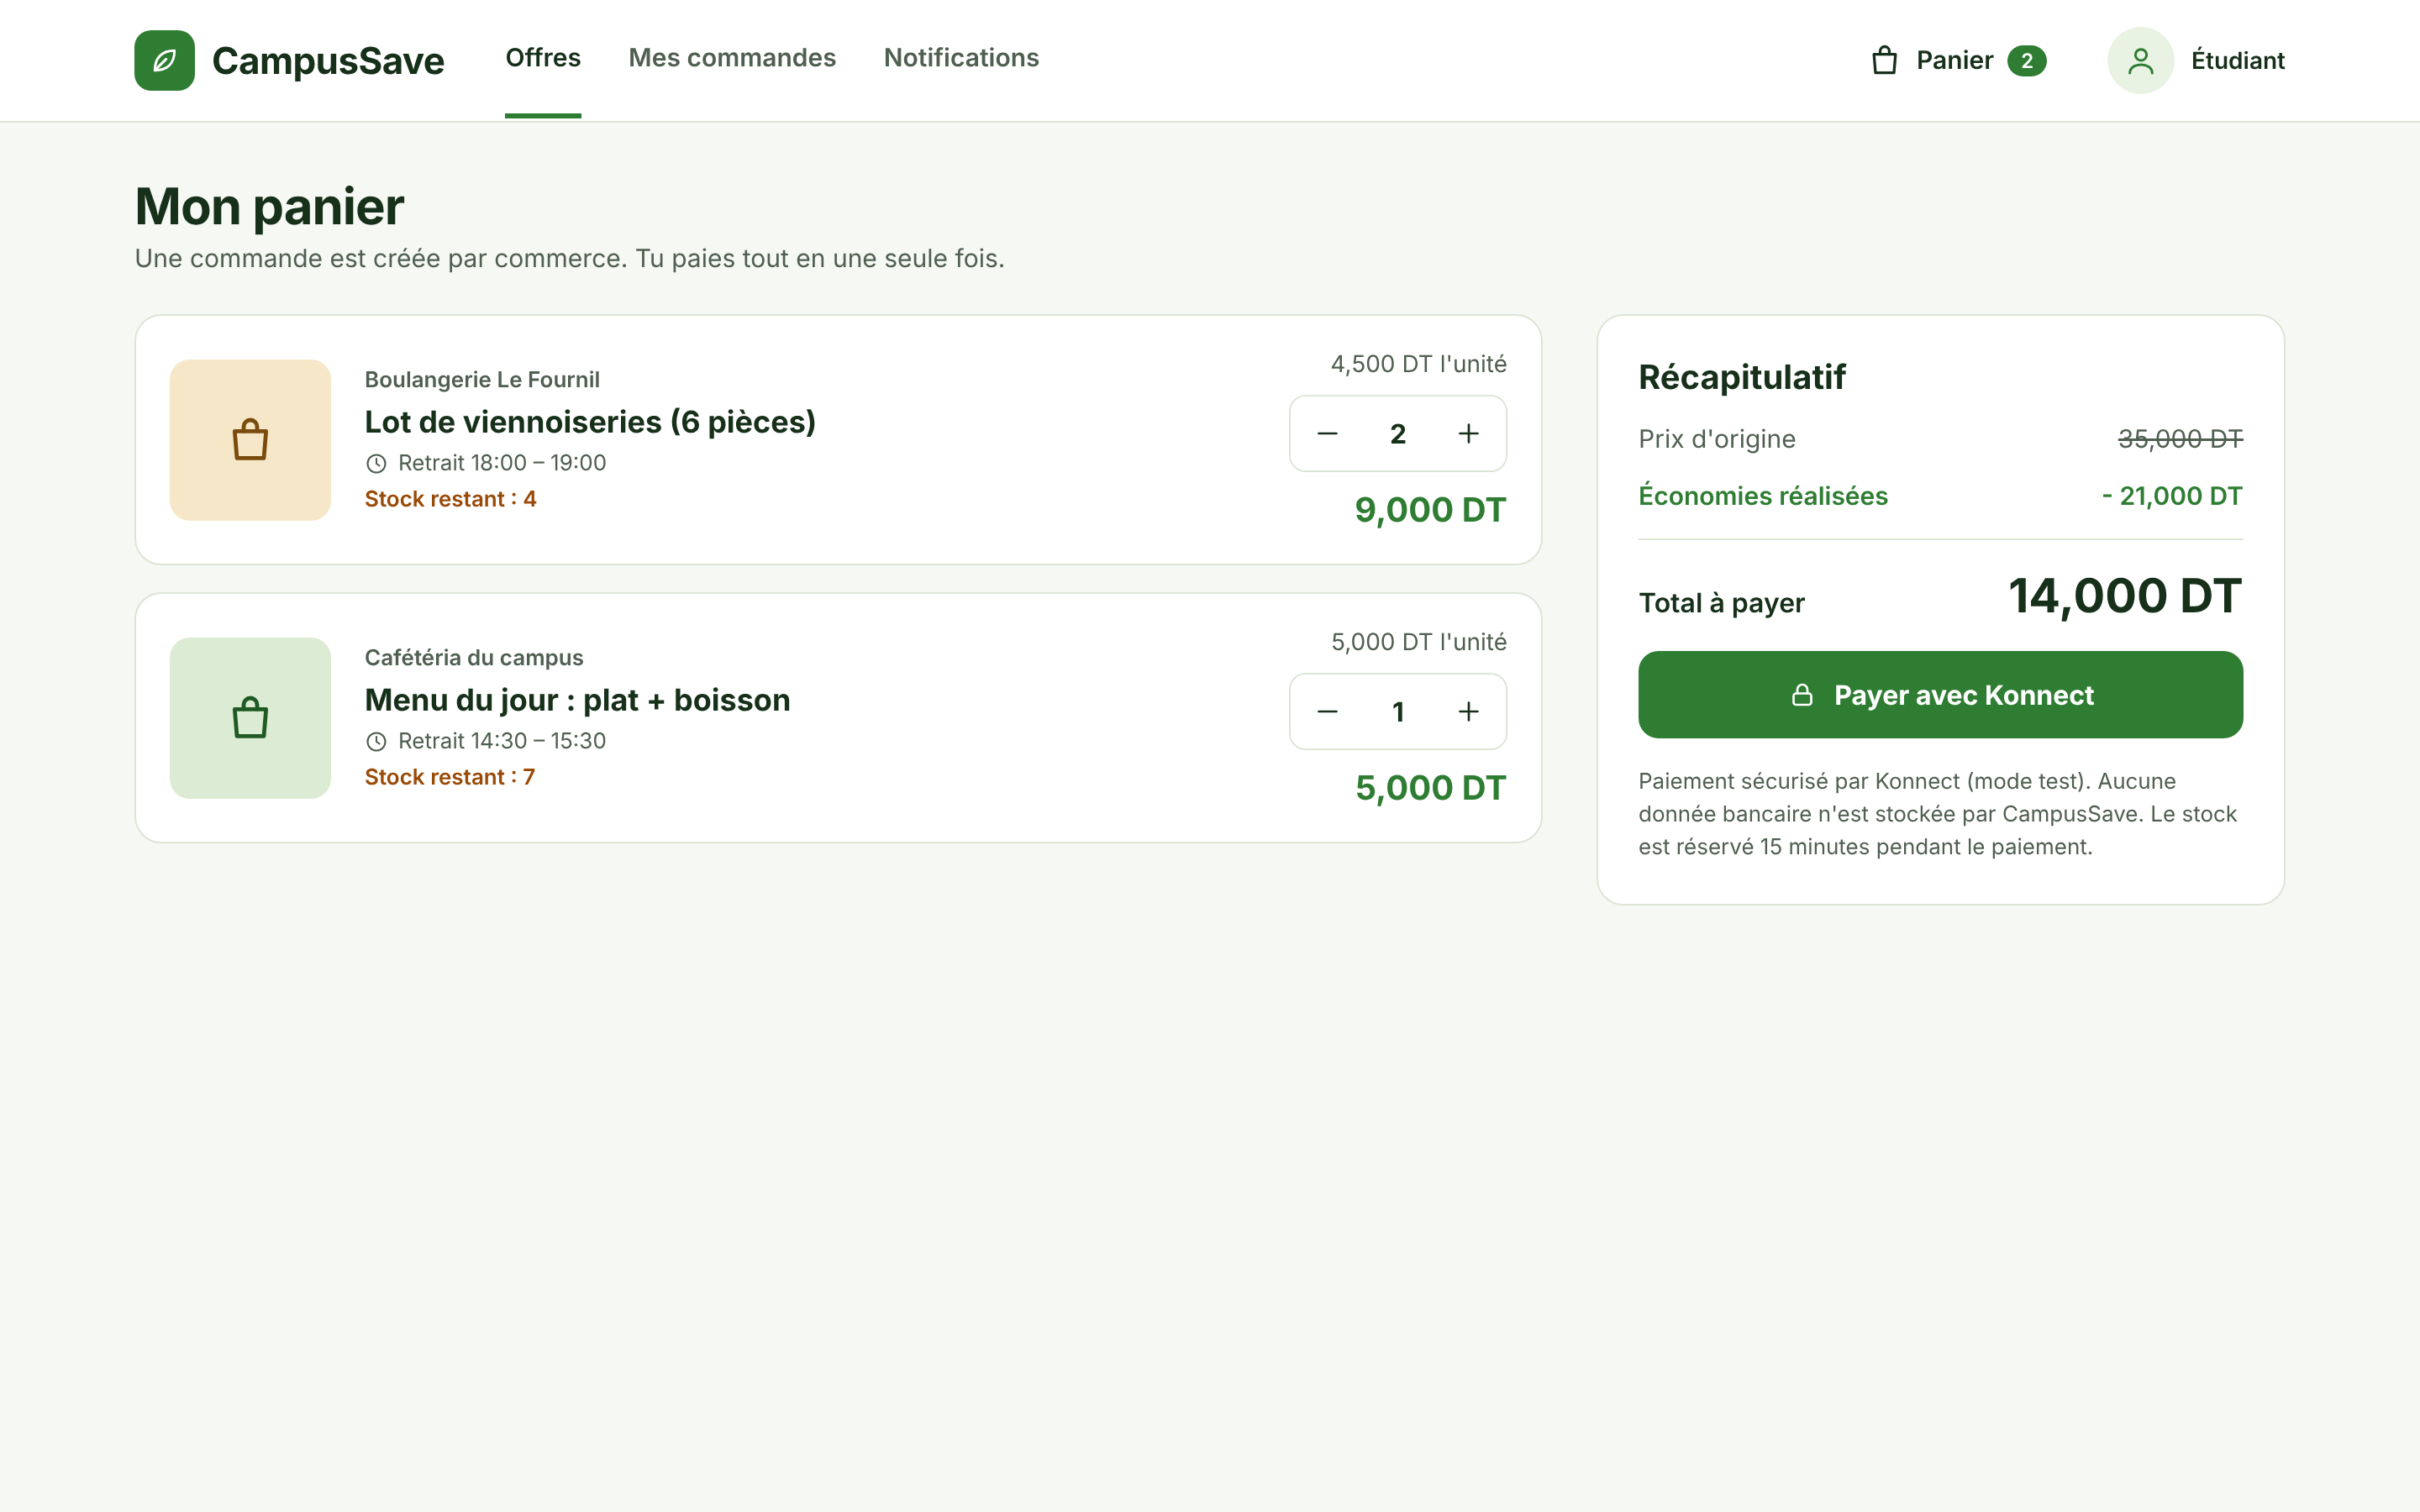 CampusSave
Offres
Mes commandes
Notifications
Panier 2
Étudiant
Mon panier
Une commande est créée par commerce. Tu paies tout en une seule fois.
Boulangerie Le Fournil
Lot de viennoiseries (6 pièces)
Retrait 18:00 – 19:00
Stock restant : 4
4,500 DT l'unité
− 2 +
9,000 DT
Cafétéria du campus
Menu du jour : plat + boisson
Retrait 14:30 – 15:30
Stock restant : 7
5,000 DT l'unité
− 1 +
5,000 DT
Récapitulatif
Prix d'origine 35,000 DT
Économies réalisées - 21,000 DT
Total à payer 14,000 DT
Payer avec Konnect
Paiement sécurisé par Konnect (mode test). Aucune
donnée bancaire n'est stockée par CampusSave. Le stock
est réservé 15 minutes pendant le paiement.